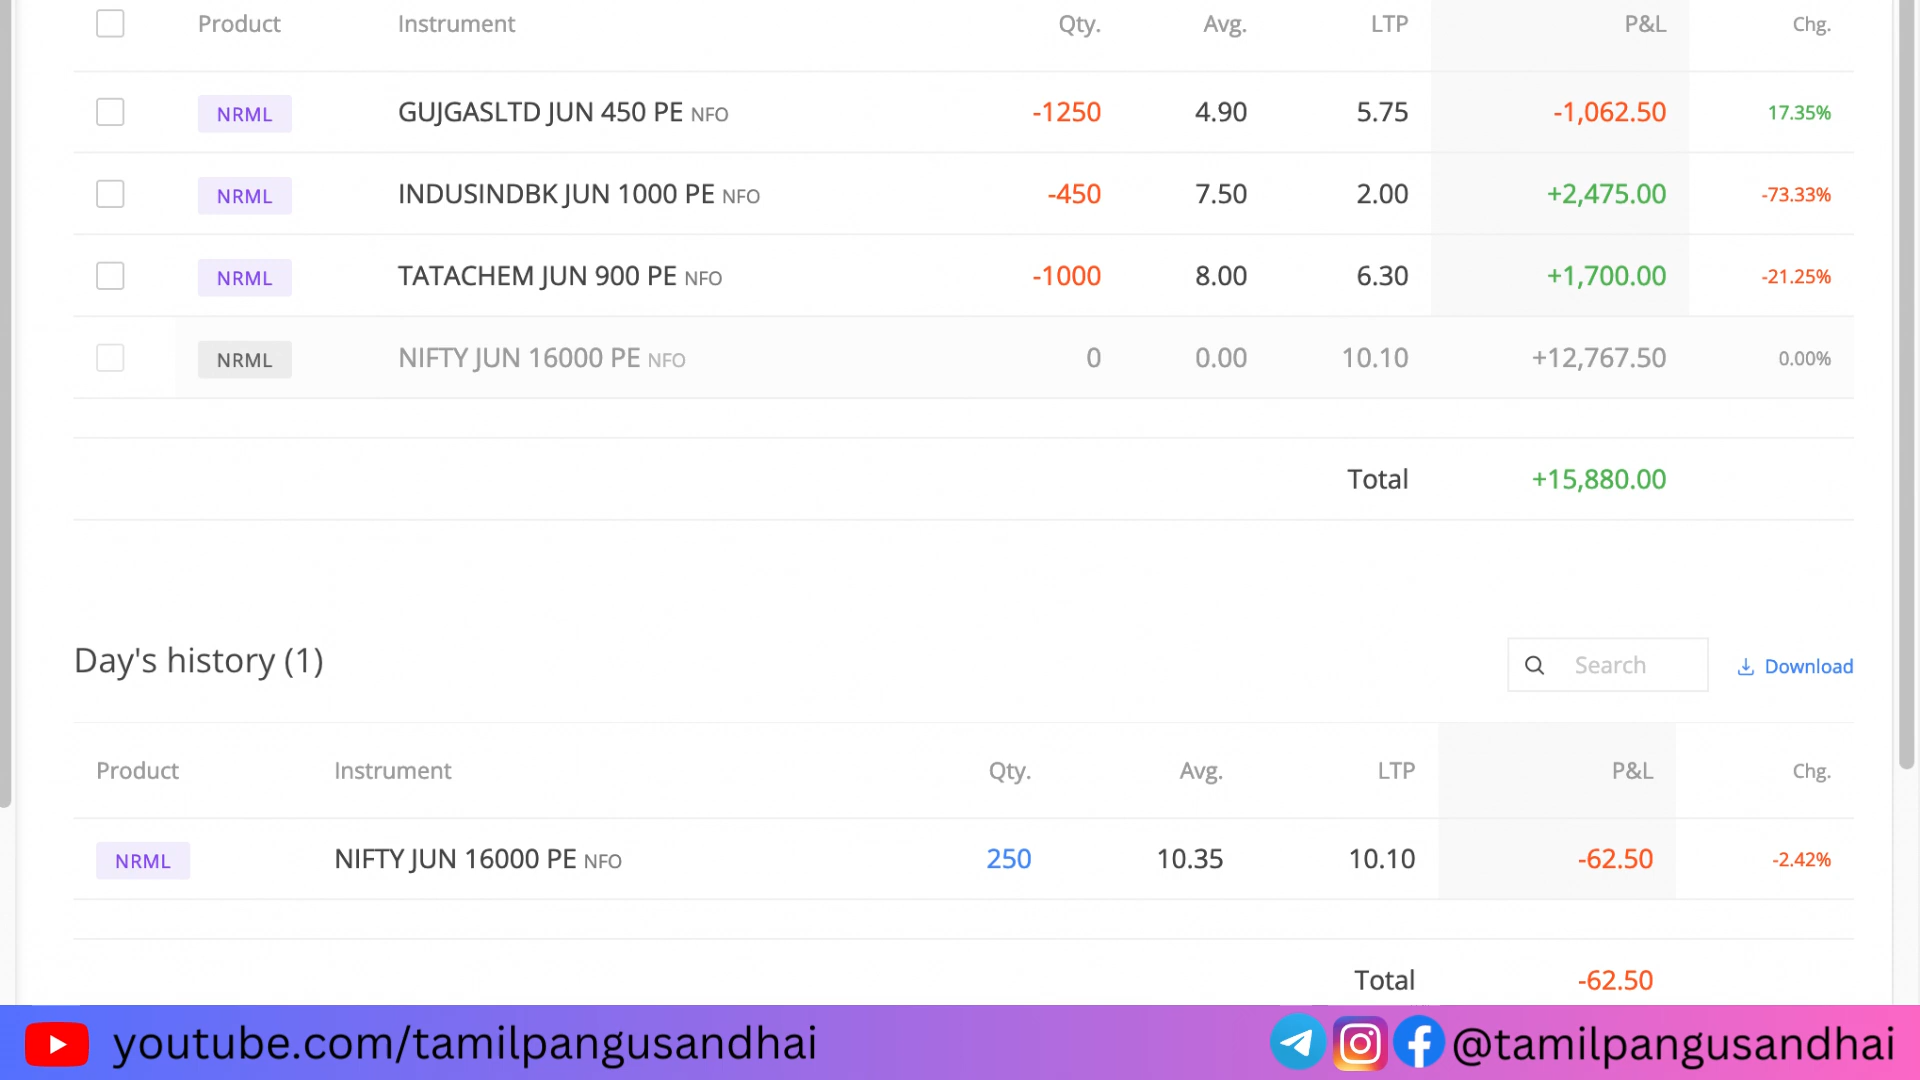 Product Instrument Qty. Avg. LTP P&L Chg.
NRML GUJGASLTD JUN 450 PE NFO -1250 4.90 5.75 -1,062.50 17.35%
NRML INDUSINDBK JUN 1000 PE NFO -450 7.50 2.00 +2,475.00 -73.33%
NRML TATACHEM JUN 900 PE NFO -1000 8.00 6.30 +1,700.00 -21.25%
NRML NIFTY JUN 16000 PE NFO 0 0.00 10.10 +12,767.50 0.00%
Total +15,880.00
Day's history (1) Search Download
Product Instrument Qty. Avg. LTP P&L Chg.
NRML NIFTY JUN 16000 PE NFO 250 10.35 10.10 -62.50 -2.42%
Total -62.50
youtube.com/tamilpangusandhai @tamilpangusandhai